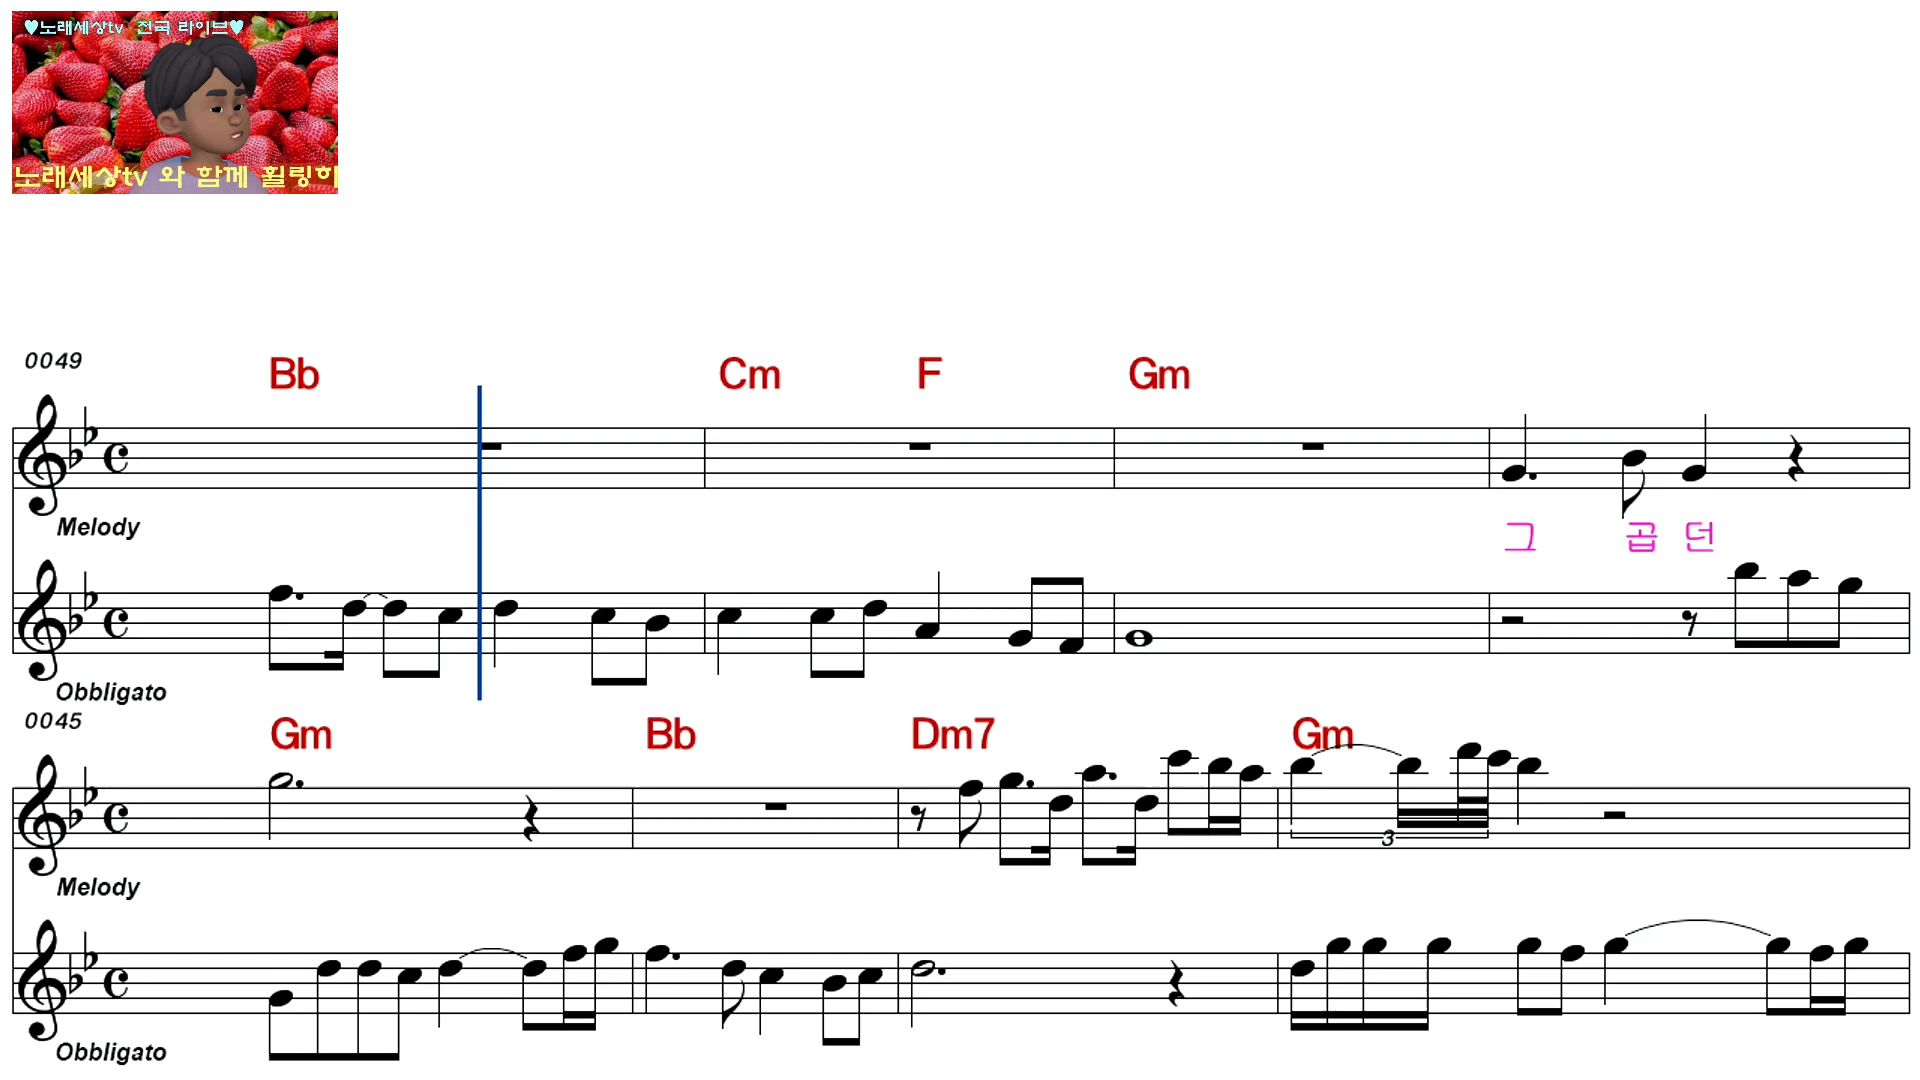 ♥노래세상tv 전국 라이브♥
노래세상tv 와 함께 휠링하
0049
Bb Cm F Gm
Melody
그 곱 던
Obbligato
0045
Gm Bb Dm7 Gm
3
Melody
Obbligato